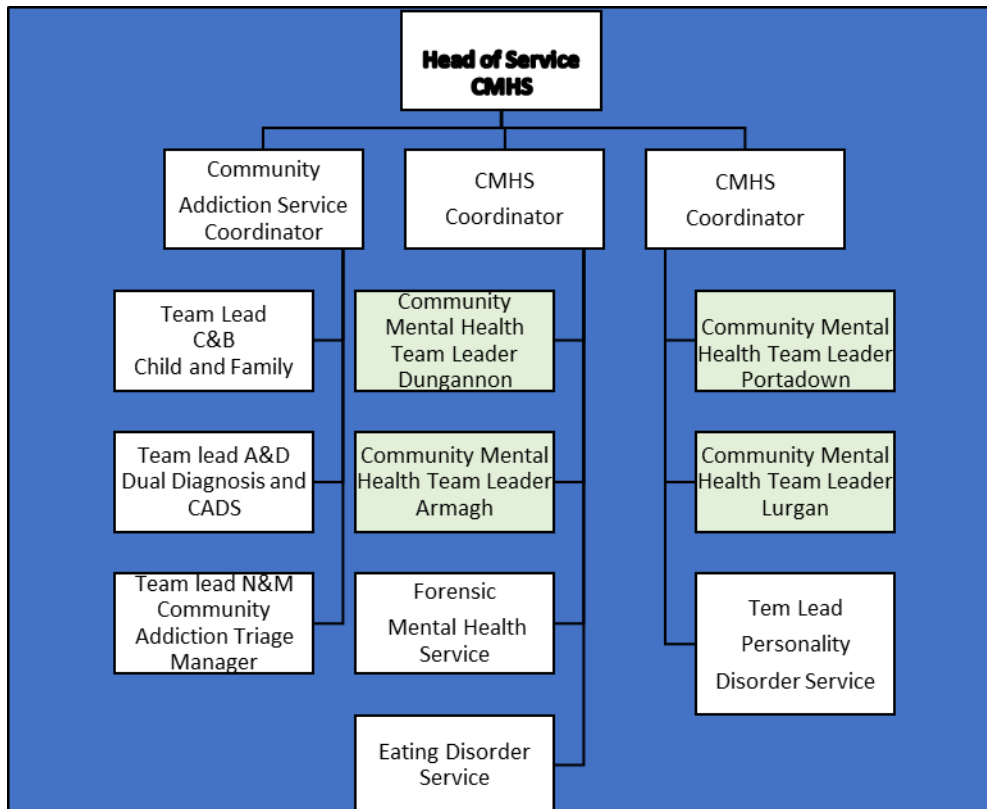 Head of Service
CMHS
Community
Addiction Service
Coordinator
CMHS
Coordinator
CMHS
Coordinator
Team Lead
C&B
Child and Family
Community
Mental Health
Team Leader
Dungannon
Community Mental
Health Team Leader
Portadown
Team lead A&D
Dual Diagnosis and
CADS
Community Mental
Health Team Leader
Armagh
Community Mental
Health Team Leader
Lurgan
Team lead N&M
Community
Addiction Triage
Manager
Forensic
Mental Health
Service
Tem Lead
Personality
Disorder Service
Eating Disorder
Service